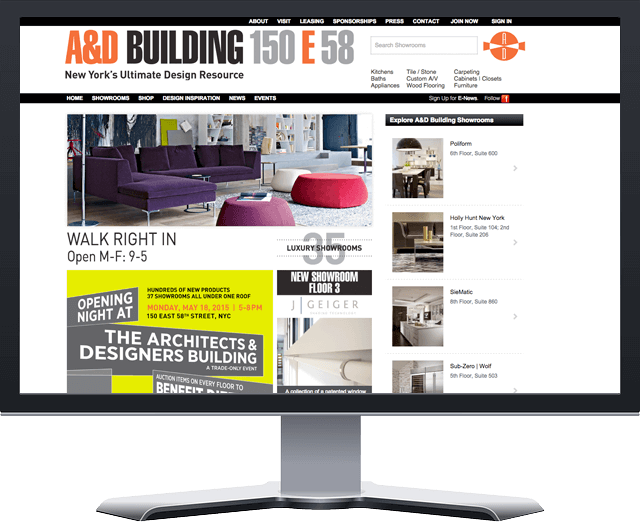 ABOUT VISIT LEASING SPONSORSHIPS PRESS CONTACT JOIN NOW SIGN IN
A&D BUILDING 150 E 58
New York's Ultimate Design Resource
Search Showrooms
Kitchens Tile / Stone Carpeting
Baths Custom A/V Cabinets | Closets
Appliances Wood Flooring Furniture
HOME SHOWROOMS SHOP DESIGN INSPIRATION NEWS EVENTS
Sign Up for E-News Follow
WALK RIGHT IN
Open M-F: 9-5
35
LUXURY SHOWROOMS
OPENING
NIGHT AT
HUNDREDS OF NEW PRODUCTS
37 SHOWROOMS ALL UNDER ONE ROOF
MONDAY, MAY 18, 2015 | 5-8PM
150 EAST 58TH STREET, NYC
THE ARCHITECTS &
DESIGNERS BUILDING
A TRADE-ONLY EVENT
AUCTION ITEMS ON EVERY FLOOR TO
BENEFIT
NEW SHOWROOM
FLOOR 3
J | GEIGER
A collection of a patented window
Explore A&D Building Showrooms
Poliform
6th Floor, Suite 600
Holly Hunt New York
1st Floor, Suite 104, 2nd
Floor, Suite 206
SieMatic
8th Floor, Suite 860
Sub-Zero | Wolf
5th Floor, Suite 503